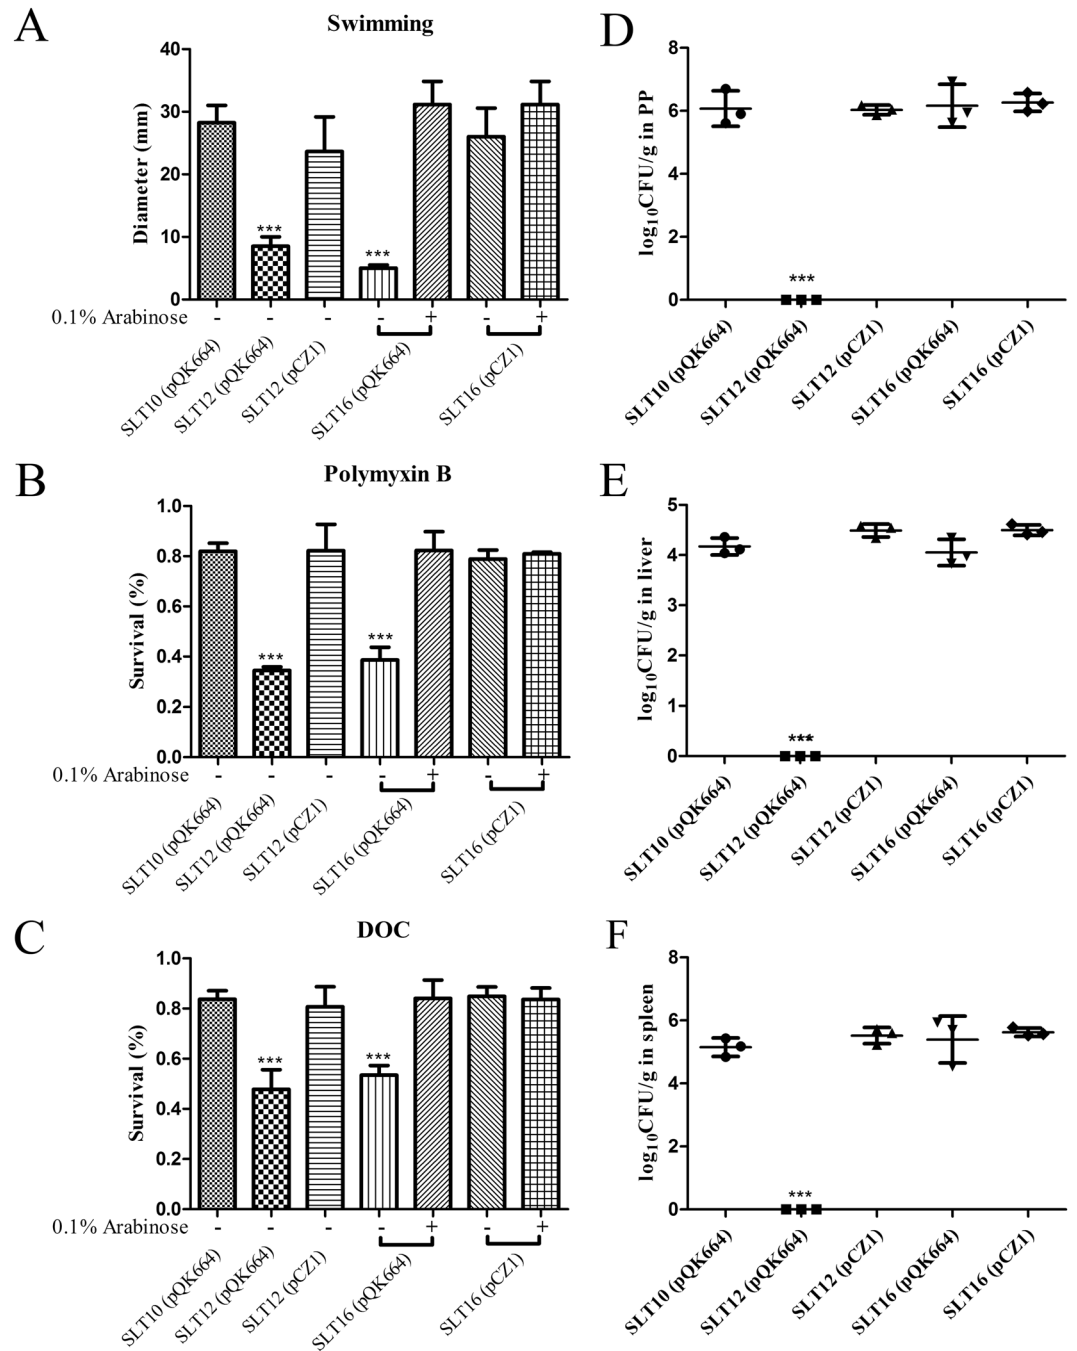 A
Swimming
Diameter (mm)
40
30
20
10
0
***
***
0.1% Arabinose - - - - + - +
SLT10 (pQK664)
SLT12 (pQK664)
SLT12 (pCZ1)
SLT16 (pQK664)
SLT16 (pCZ1)
D
log10CFU/g in PP
8
6
4
2
0
***
SLT10 (pQK664)
SLT12 (pQK664)
SLT12 (pCZ1)
SLT16 (pQK664)
SLT16 (pCZ1)
B
Polymyxin B
Survival (%)
1.0
0.8
0.6
0.4
0.2
0.0
***
***
0.1% Arabinose - - - - + - +
SLT10 (pQK664)
SLT12 (pQK664)
SLT12 (pCZ1)
SLT16 (pQK664)
SLT16 (pCZ1)
E
log10CFU/g in liver
5
4
3
2
1
0
***
SLT10 (pQK664)
SLT12 (pQK664)
SLT12 (pCZ1)
SLT16 (pQK664)
SLT16 (pCZ1)
C
DOC
Survival (%)
1.0
0.8
0.6
0.4
0.2
0.0
***
***
0.1% Arabinose - - - - + - +
SLT10 (pQK664)
SLT12 (pQK664)
SLT12 (pCZ1)
SLT16 (pQK664)
SLT16 (pCZ1)
F
log10CFU/g in spleen
8
6
4
2
0
***
SLT10 (pQK664)
SLT12 (pQK664)
SLT12 (pCZ1)
SLT16 (pQK664)
SLT16 (pCZ1)